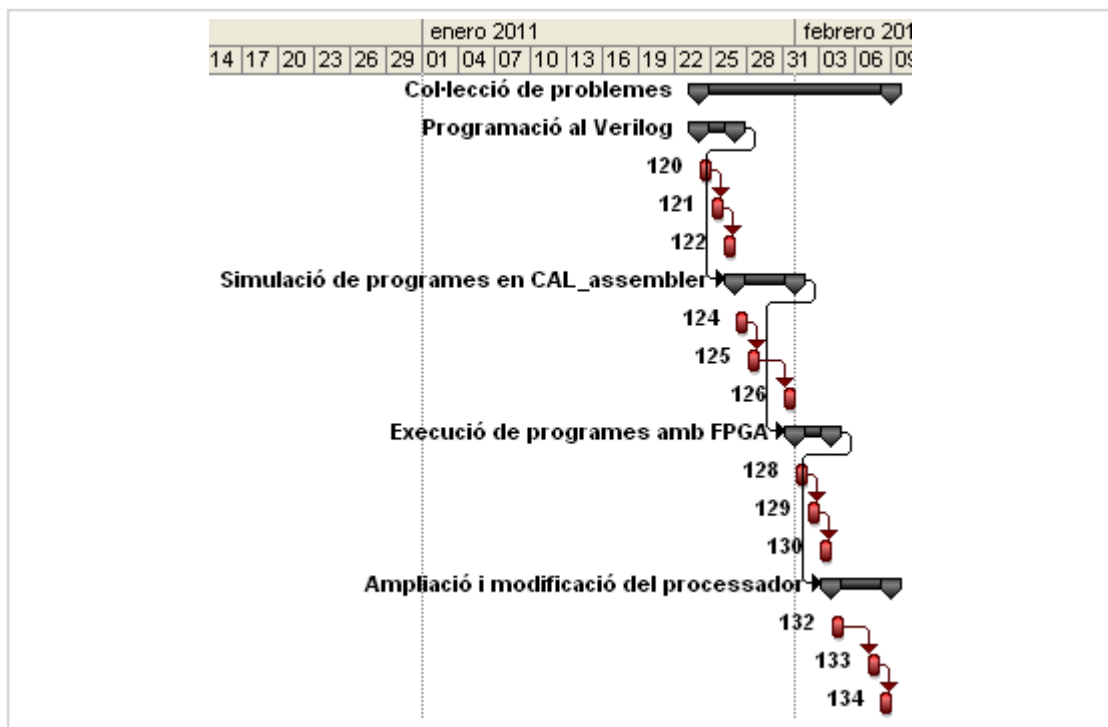 enero 2011 febrero 201
14 17 20 23 26 29 01 04 07 10 13 16 19 22 25 28 31 03 06 09
Col·lecció de problemes
Programació al Verilog
120
121
122
Simulació de programes en CAL_assembler
124
125
126
Execució de programes amb FPGA
128
129
130
Ampliació i modificació del processador
132
133
134